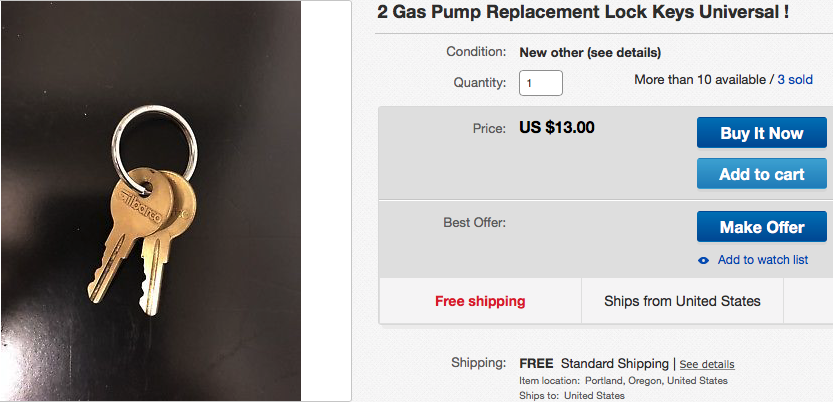 2 Gas Pump Replacement Lock Keys Universal !
Condition: New other (see details)
Quantity: 1 More than 10 available / 3 sold
Price: US $13.00 Buy It Now
Add to cart
Best Offer: Make Offer
Add to watch list
Free shipping Ships from United States
Shipping: FREE Standard Shipping | See details
Item location: Portland, Oregon, United States
Ships to: United States